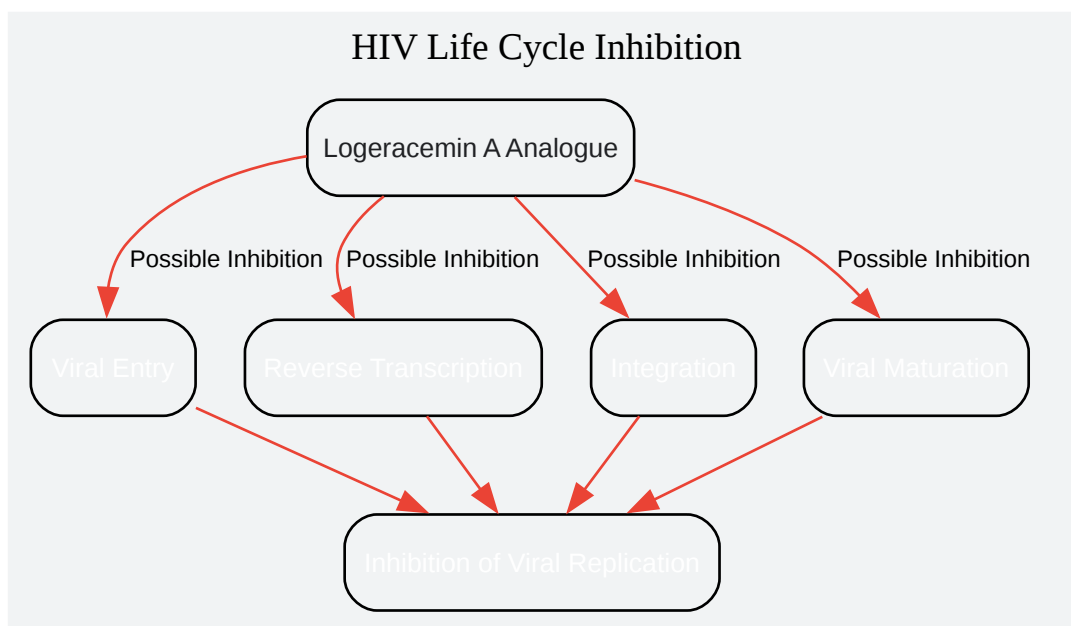 HIV Life Cycle Inhibition
Logeracemin A Analogue
Possible Inhibition
Possible Inhibition
Possible Inhibition
Possible Inhibition
Viral Entry
Reverse Transcription
Integration
Viral Maturation
Inhibition of Viral Replication